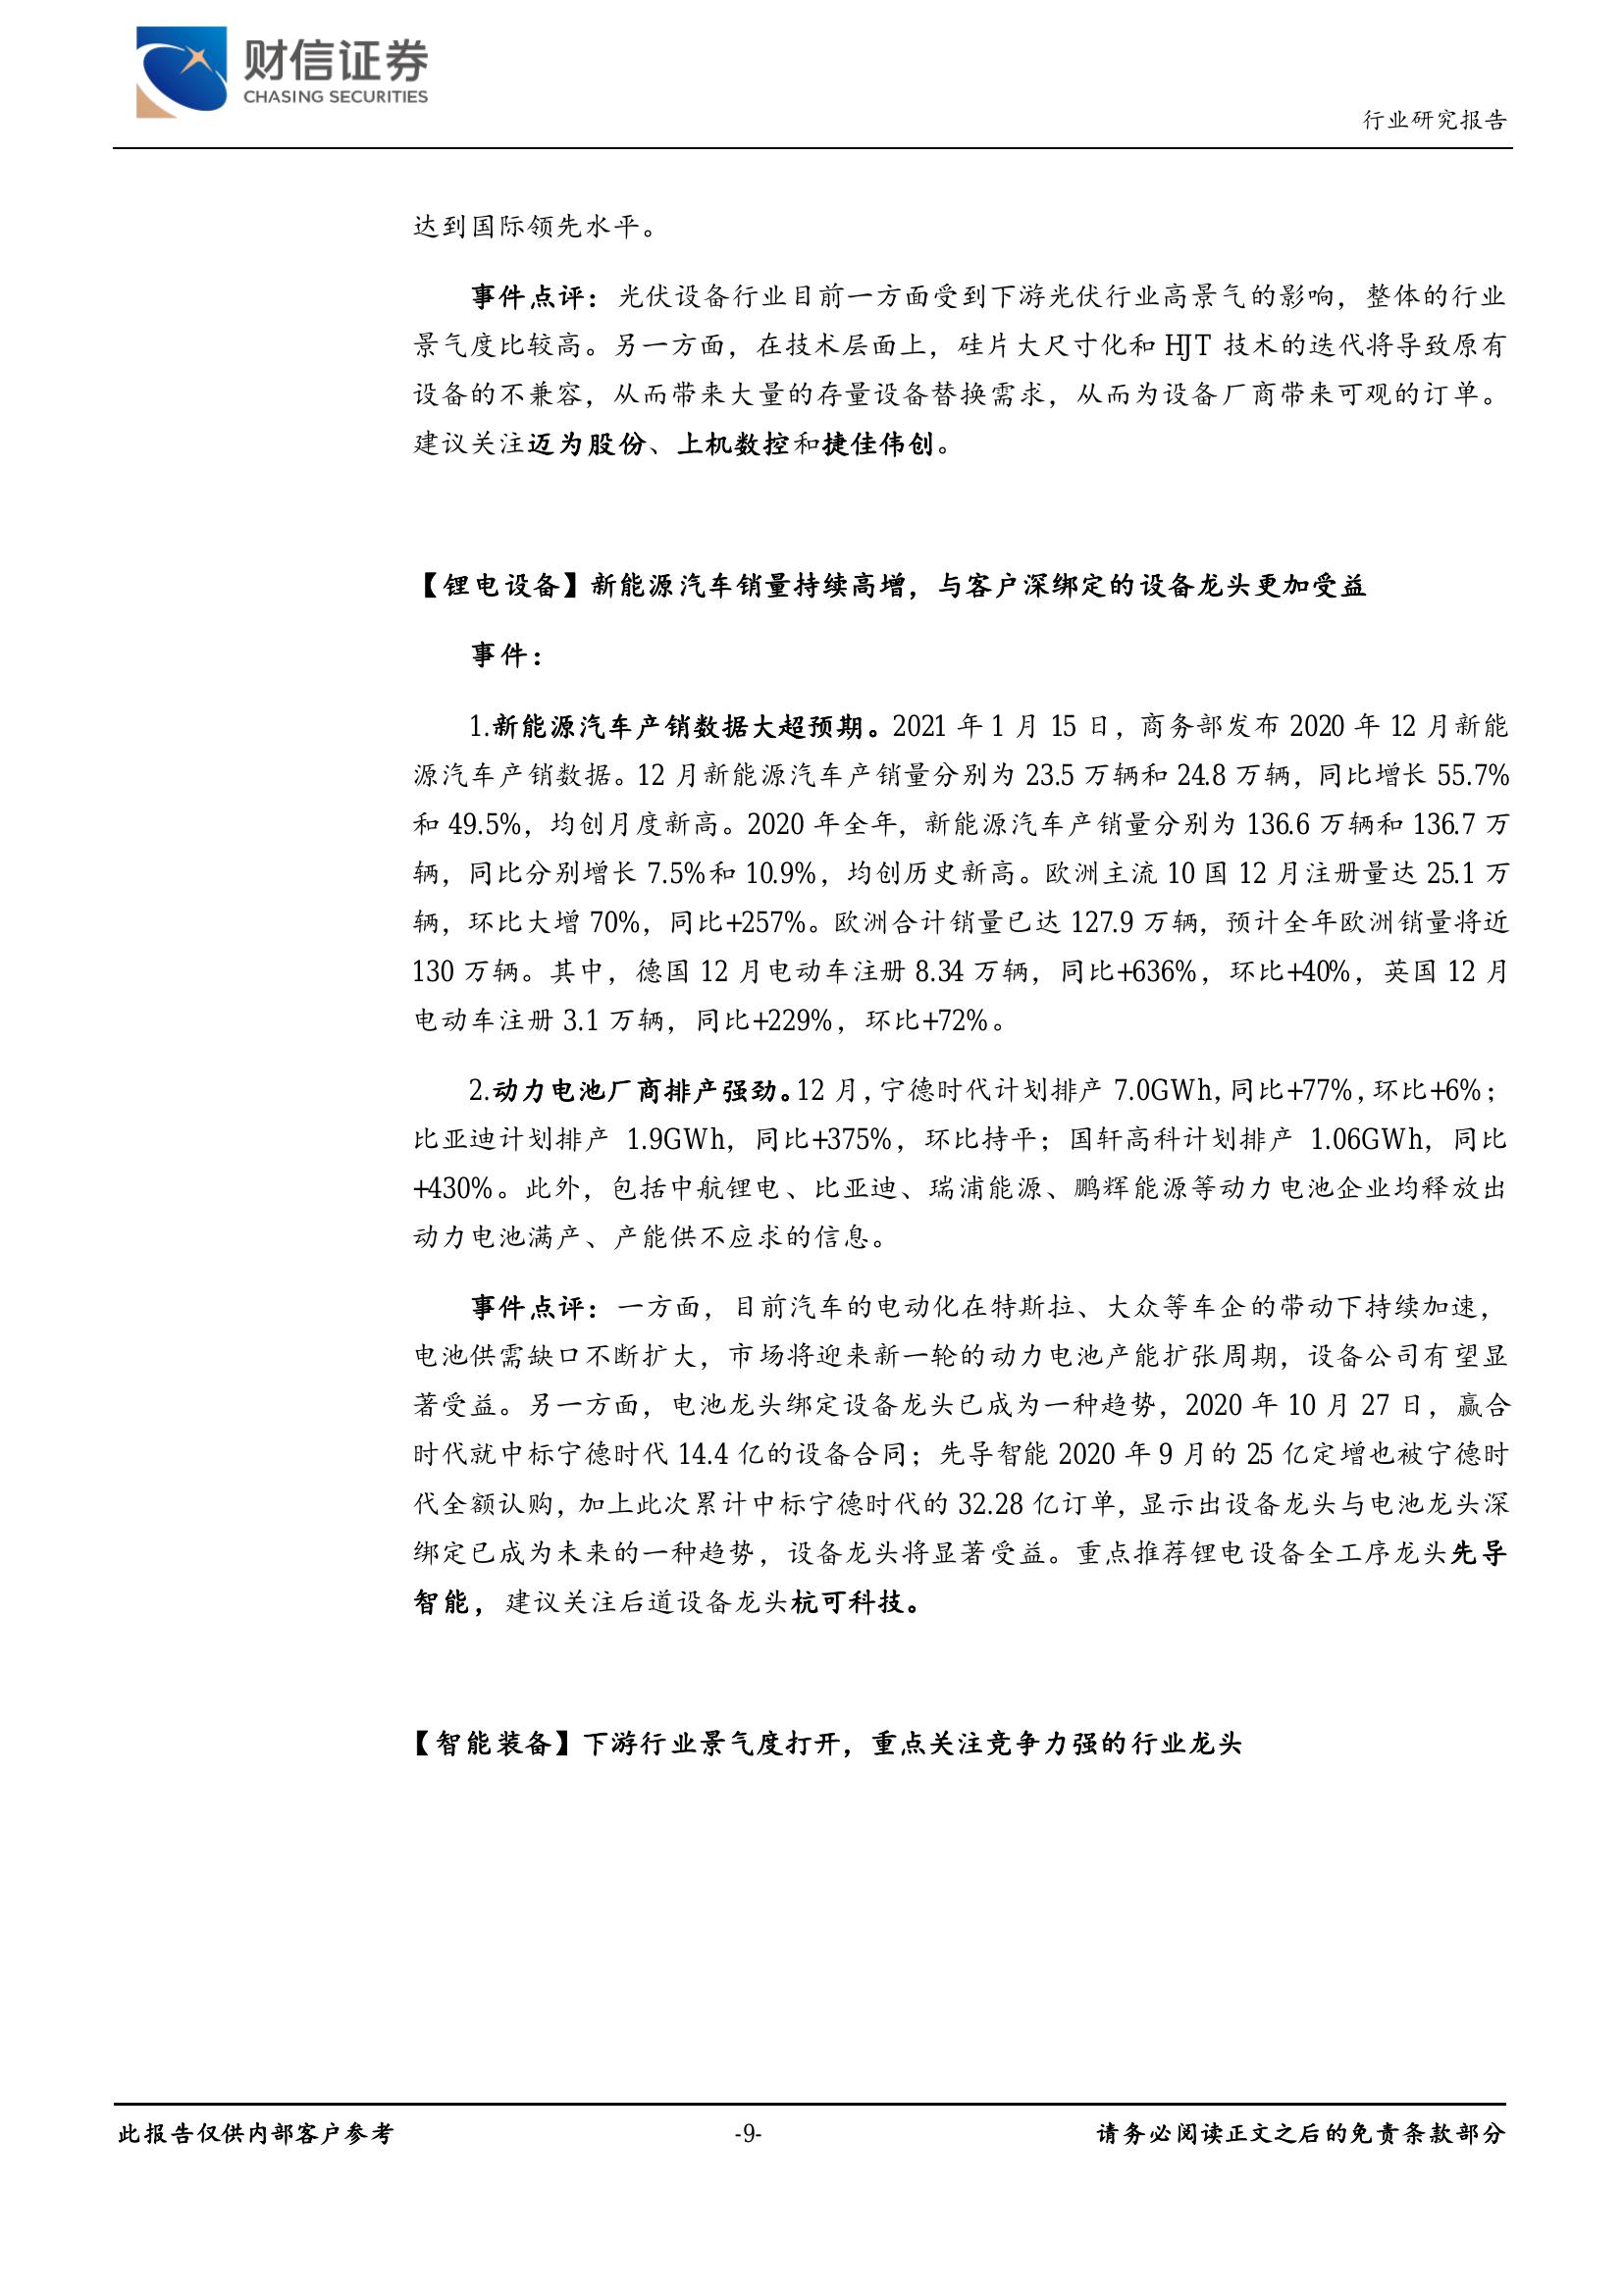 财信证券
CHASING SECURITIES
行业研究报告
达到国际领先水平。
事件点评：光伏设备行业目前一方面受到下游光伏行业高景气的影响，整体的行业
景气度比较高。另一方面，在技术层面上，硅片大尺寸化和 HJT 技术的迭代将导致原有
设备的不兼容，从而带来大量的存量设备替换需求，从而为设备厂商带来可观的订单。
建议关注迈为股份、上机数控和捷佳伟创。
【锂电设备】新能源汽车销量持续高增，与客户深绑定的设备龙头更加受益
事件：
1.新能源汽车产销数据大超预期。2021 年 1 月 15 日，商务部发布 2020 年 12 月新能
源汽车产销数据。12 月新能源汽车产销量分别为 23.5 万辆和 24.8 万辆，同比增长 55.7%
和 49.5%，均创月度新高。2020 年全年，新能源汽车产销量分别为 136.6 万辆和 136.7 万
辆，同比分别增长 7.5%和 10.9%，均创历史新高。欧洲主流 10 国 12 月注册量达 25.1 万
辆，环比大增 70%，同比+257%。欧洲合计销量已达 127.9 万辆，预计全年欧洲销量将近
130 万辆。其中，德国 12 月电动车注册 8.34 万辆，同比+636%，环比+40%，英国 12 月
电动车注册 3.1 万辆，同比+229%，环比+72%。
2.动力电池厂商排产强劲。12 月，宁德时代计划排产 7.0GWh，同比+77%，环比+6%；
比亚迪计划排产 1.9GWh，同比+375%，环比持平；国轩高科计划排产 1.06GWh，同比
+430%。此外，包括中航锂电、比亚迪、瑞浦能源、鹏辉能源等动力电池企业均释放出
动力电池满产、产能供不应求的信息。
事件点评：一方面，目前汽车的电动化在特斯拉、大众等车企的带动下持续加速，
电池供需缺口不断扩大，市场将迎来新一轮的动力电池产能扩张周期，设备公司有望显
著受益。另一方面，电池龙头绑定设备龙头已成为一种趋势，2020 年 10 月 27 日，赢合
时代就中标宁德时代 14.4 亿的设备合同；先导智能 2020 年 9 月的 25 亿定增也被宁德时
代全额认购，加上此次累计中标宁德时代的 32.28 亿订单，显示出设备龙头与电池龙头深
绑定已成为未来的一种趋势，设备龙头将显著受益。重点推荐锂电设备全工序龙头先导
智能，建议关注后道设备龙头杭可科技。
【智能装备】下游行业景气度打开，重点关注竞争力强的行业龙头
此报告仅供内部客户参考
-9-
请务必阅读正文之后的免责条款部分